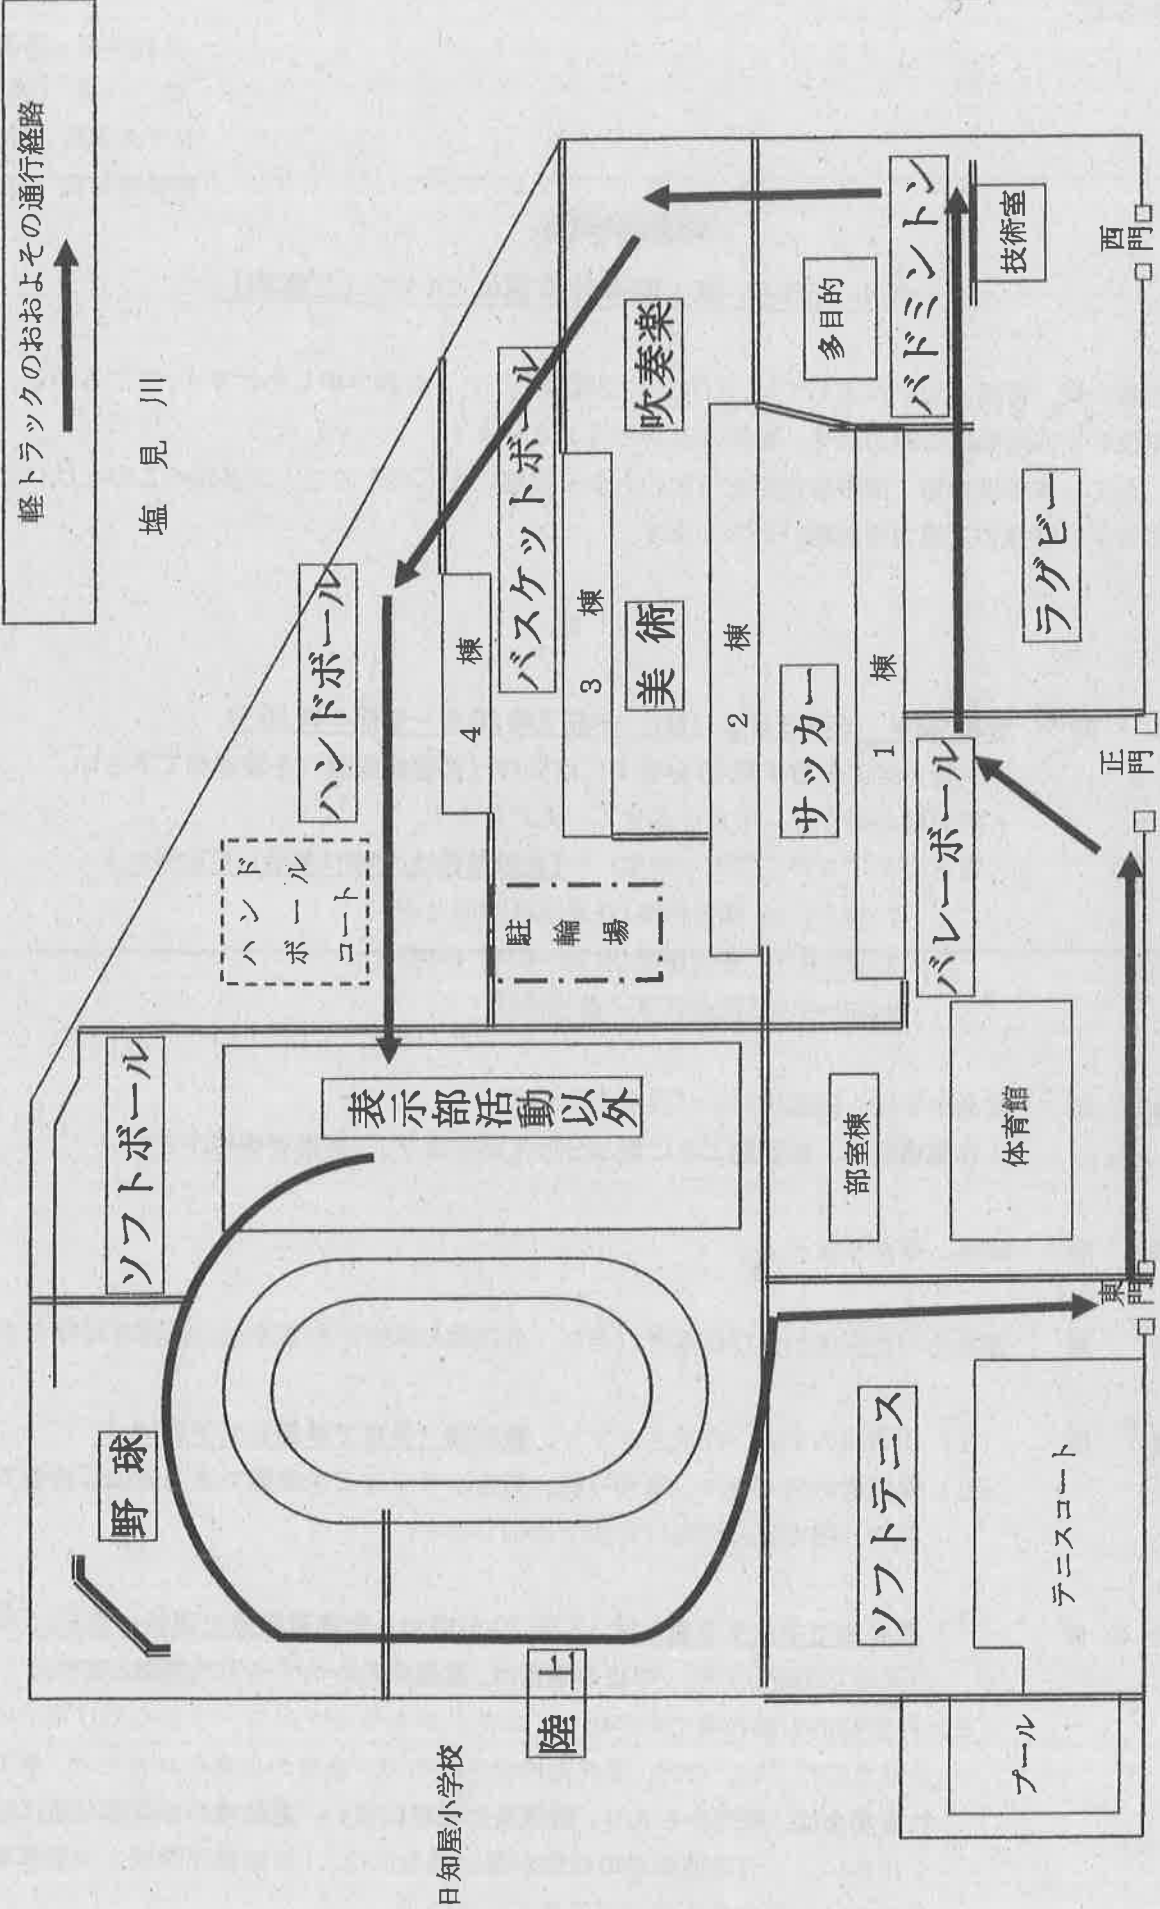 軽トラックのおおよその通行経路
塩見川
ハンドボール
ハンド
ボール
コート
ソフトボール
野球
4棟
バスケットボール
3棟
吹奏楽
美術
2棟
駐
輪
場
表示部活動以外
日知屋小学校
陸上
多目的
サッカー
1棟
バドミントン
技術室
ラグビー
バレーボール
部室棟
体育館
ソフトテニス
テニスコート
プール
西門
正門
東門